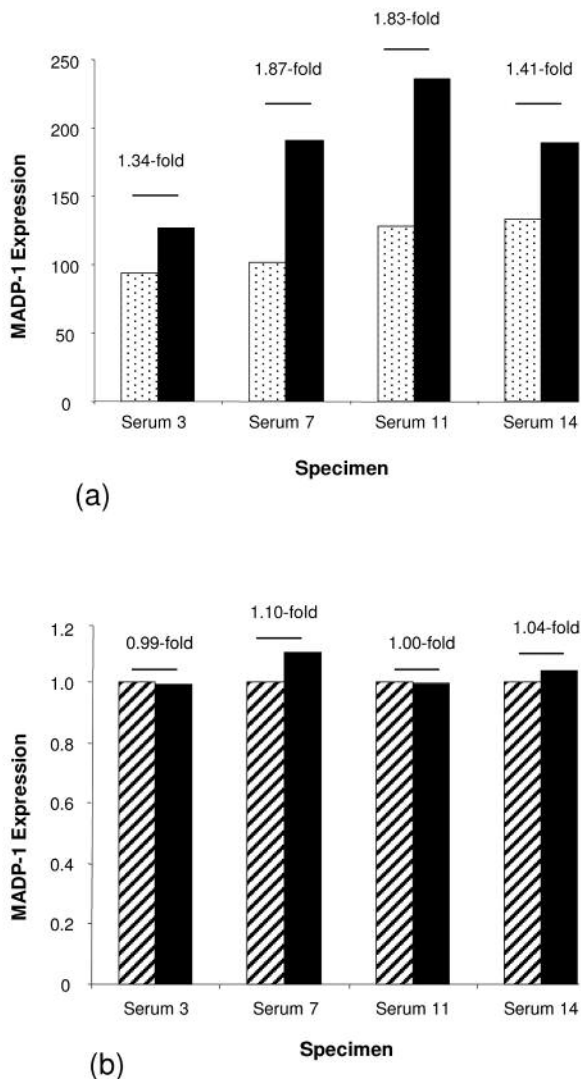 1.83-fold
1.87-fold
1.41-fold
1.34-fold
250
200
150
100
50
0
MADP-1 Expression
Serum 3 Serum 7 Serum 11 Serum 14
Specimen
(a)
1.10-fold
1.04-fold
0.99-fold
1.00-fold
1.2
1.0
0.8
0.6
0.4
0.2
0
MADP-1 Expression
Serum 3 Serum 7 Serum 11 Serum 14
Specimen
(b)